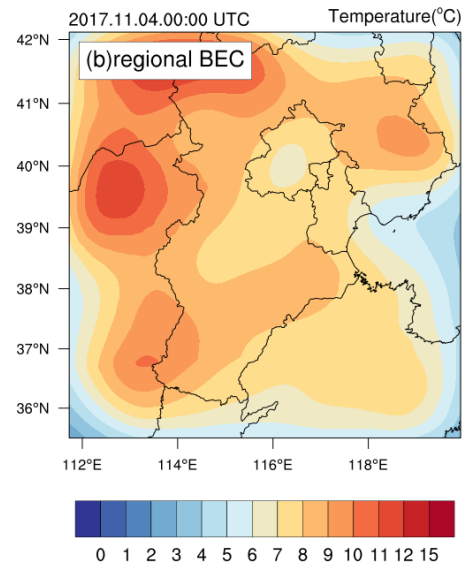 2017.11.04.00:00 UTC Temperature(°C)
(b)regional BEC
42°N
41°N
40°N
39°N
38°N
37°N
36°N
112°E 114°E 116°E 118°E
0 1 2 3 4 5 6 7 8 9 10 11 12 15